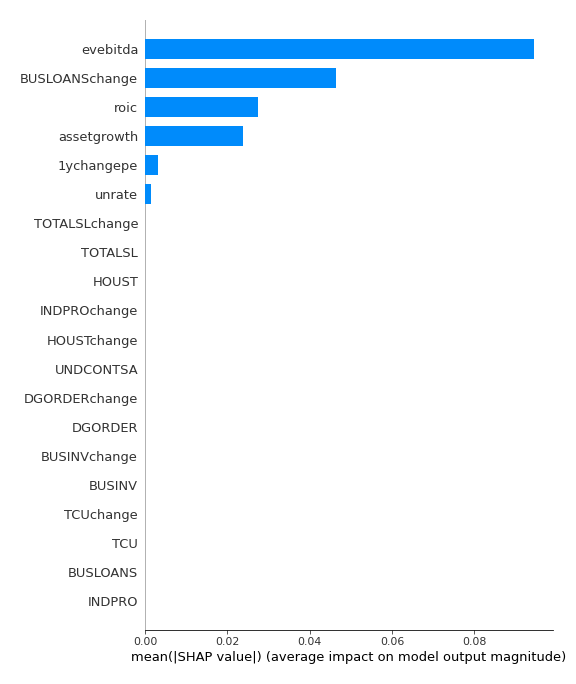 evebitda
BUSLOANSchange
roic
assetgrowth
1ychangepe
unrate
TOTALSLchange
TOTALSL
HOUST
INDPROchange
HOUSTchange
UNDCONTSA
DGORDERchange
DGORDER
BUSINVchange
BUSINV
TCUchange
TCU
BUSLOANS
INDPRO
0.00 0.02 0.04 0.06 0.08
mean(|SHAP value|) (average impact on model output magnitude)